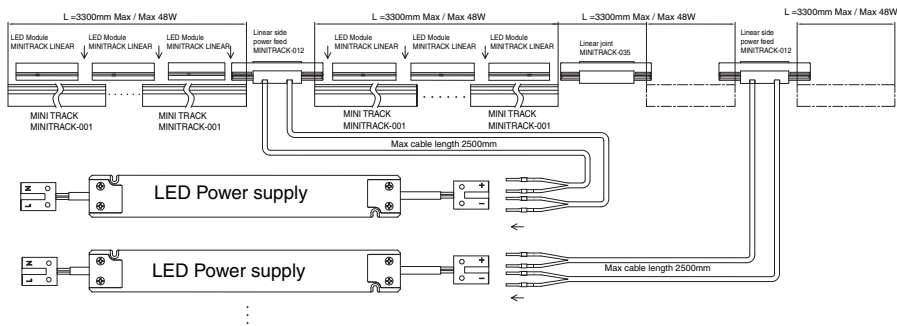 L =3300mm Max / Max 48W
L =3300mm Max / Max 48W
L =3300mm Max / Max 48W
L =3300mm Max / Max 48W
LED Module
MINITRACK LINEAR
LED Module
MINITRACK LINEAR
LED Module
MINITRACK LINEAR
Linear side
power feed
MINITRACK-012
LED Module
MINITRACK LINEAR
LED Module
MINITRACK LINEAR
LED Module
MINITRACK LINEAR
Linear joint
MINITRACK-035
Linear side
power feed
MINITRACK-012
MINI TRACK
MINITRACK-001
MINI TRACK
MINITRACK-001
MINI TRACK
MINITRACK-001
MINI TRACK
MINITRACK-001
Max cable length 2500mm
N
L
LED Power supply
+
−
N
L
LED Power supply
+
−
Max cable length 2500mm